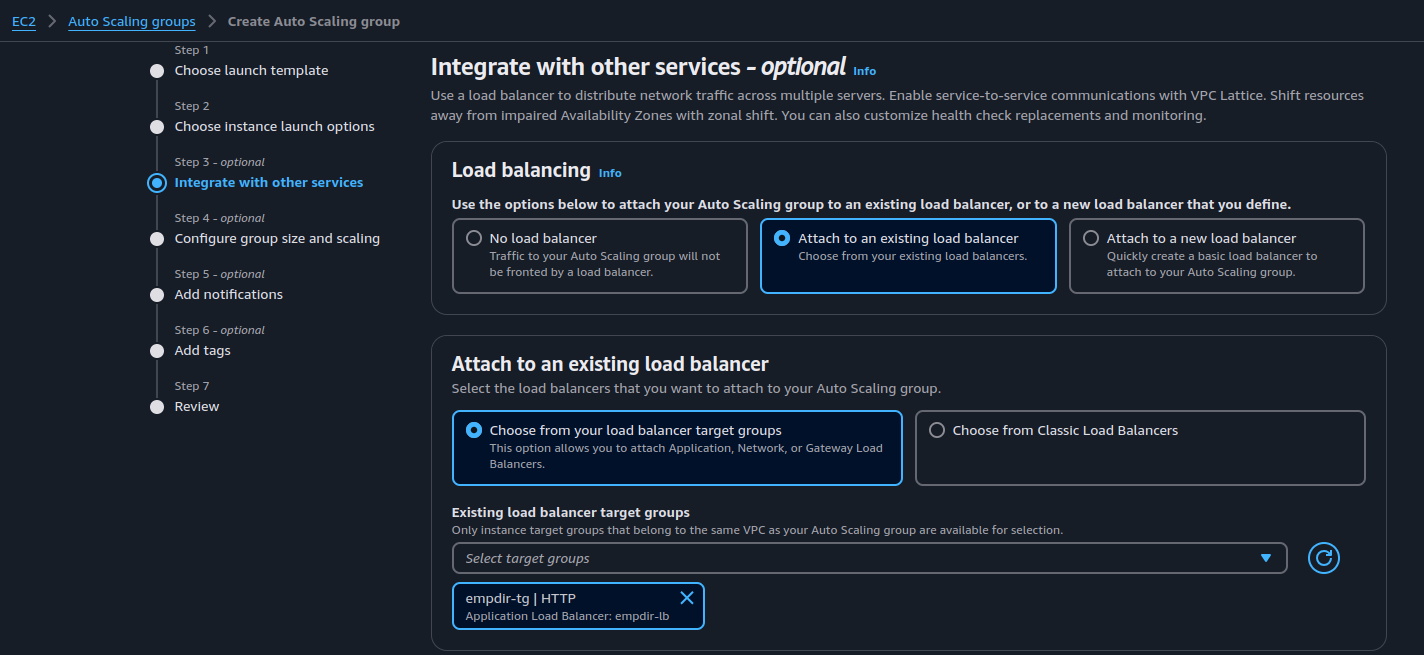 EC2 > Auto Scaling groups > Create Auto Scaling group
Step 1
Choose launch template
Step 2
Choose instance launch options
Step 3 - optional
Integrate with other services
Step 4 - optional
Configure group size and scaling
Step 5 - optional
Add notifications
Step 6 - optional
Add tags
Step 7
Review
Integrate with other services - optional Info
Use a load balancer to distribute network traffic across multiple servers. Enable service-to-service communications with VPC Lattice. Shift resources
away from impaired Availability Zones with zonal shift. You can also customize health check replacements and monitoring.
Load balancing Info
Use the options below to attach your Auto Scaling group to an existing load balancer, or to a new load balancer that you define.
No load balancer
Traffic to your Auto Scaling group will not
be fronted by a load balancer.
Attach to an existing load balancer
Choose from your existing load balancers.
Attach to a new load balancer
Quickly create a basic load balancer to
attach to your Auto Scaling group.
Attach to an existing load balancer
Select the load balancers that you want to attach to your Auto Scaling group.
Choose from your load balancer target groups
This option allows you to attach Application, Network, or Gateway Load
Balancers.
Choose from Classic Load Balancers
Existing load balancer target groups
Only instance target groups that belong to the same VPC as your Auto Scaling group are available for selection.
Select target groups
empdir-tg | HTTP
Application Load Balancer: empdir-lb